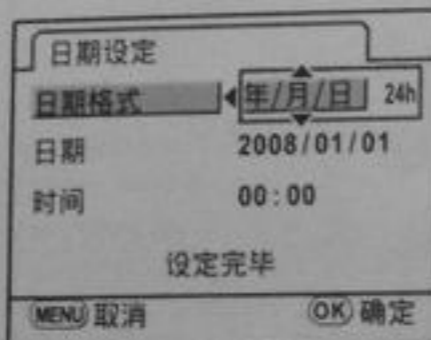 日期设定
日期格式 年/月/日 24h
日期 2008/01/01
时间 00:00
设定完毕
MENU 取消 OK 确定